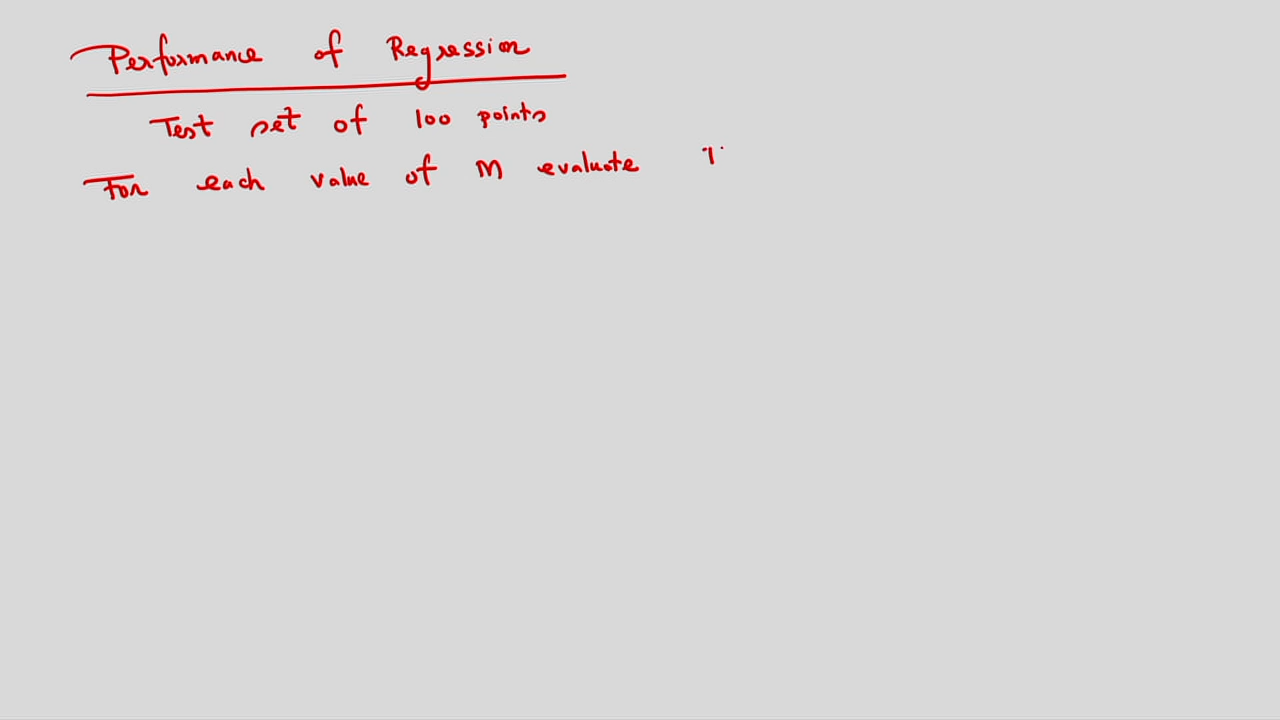 Performance of Regression
Test set of 100 points
For each value of M evaluate